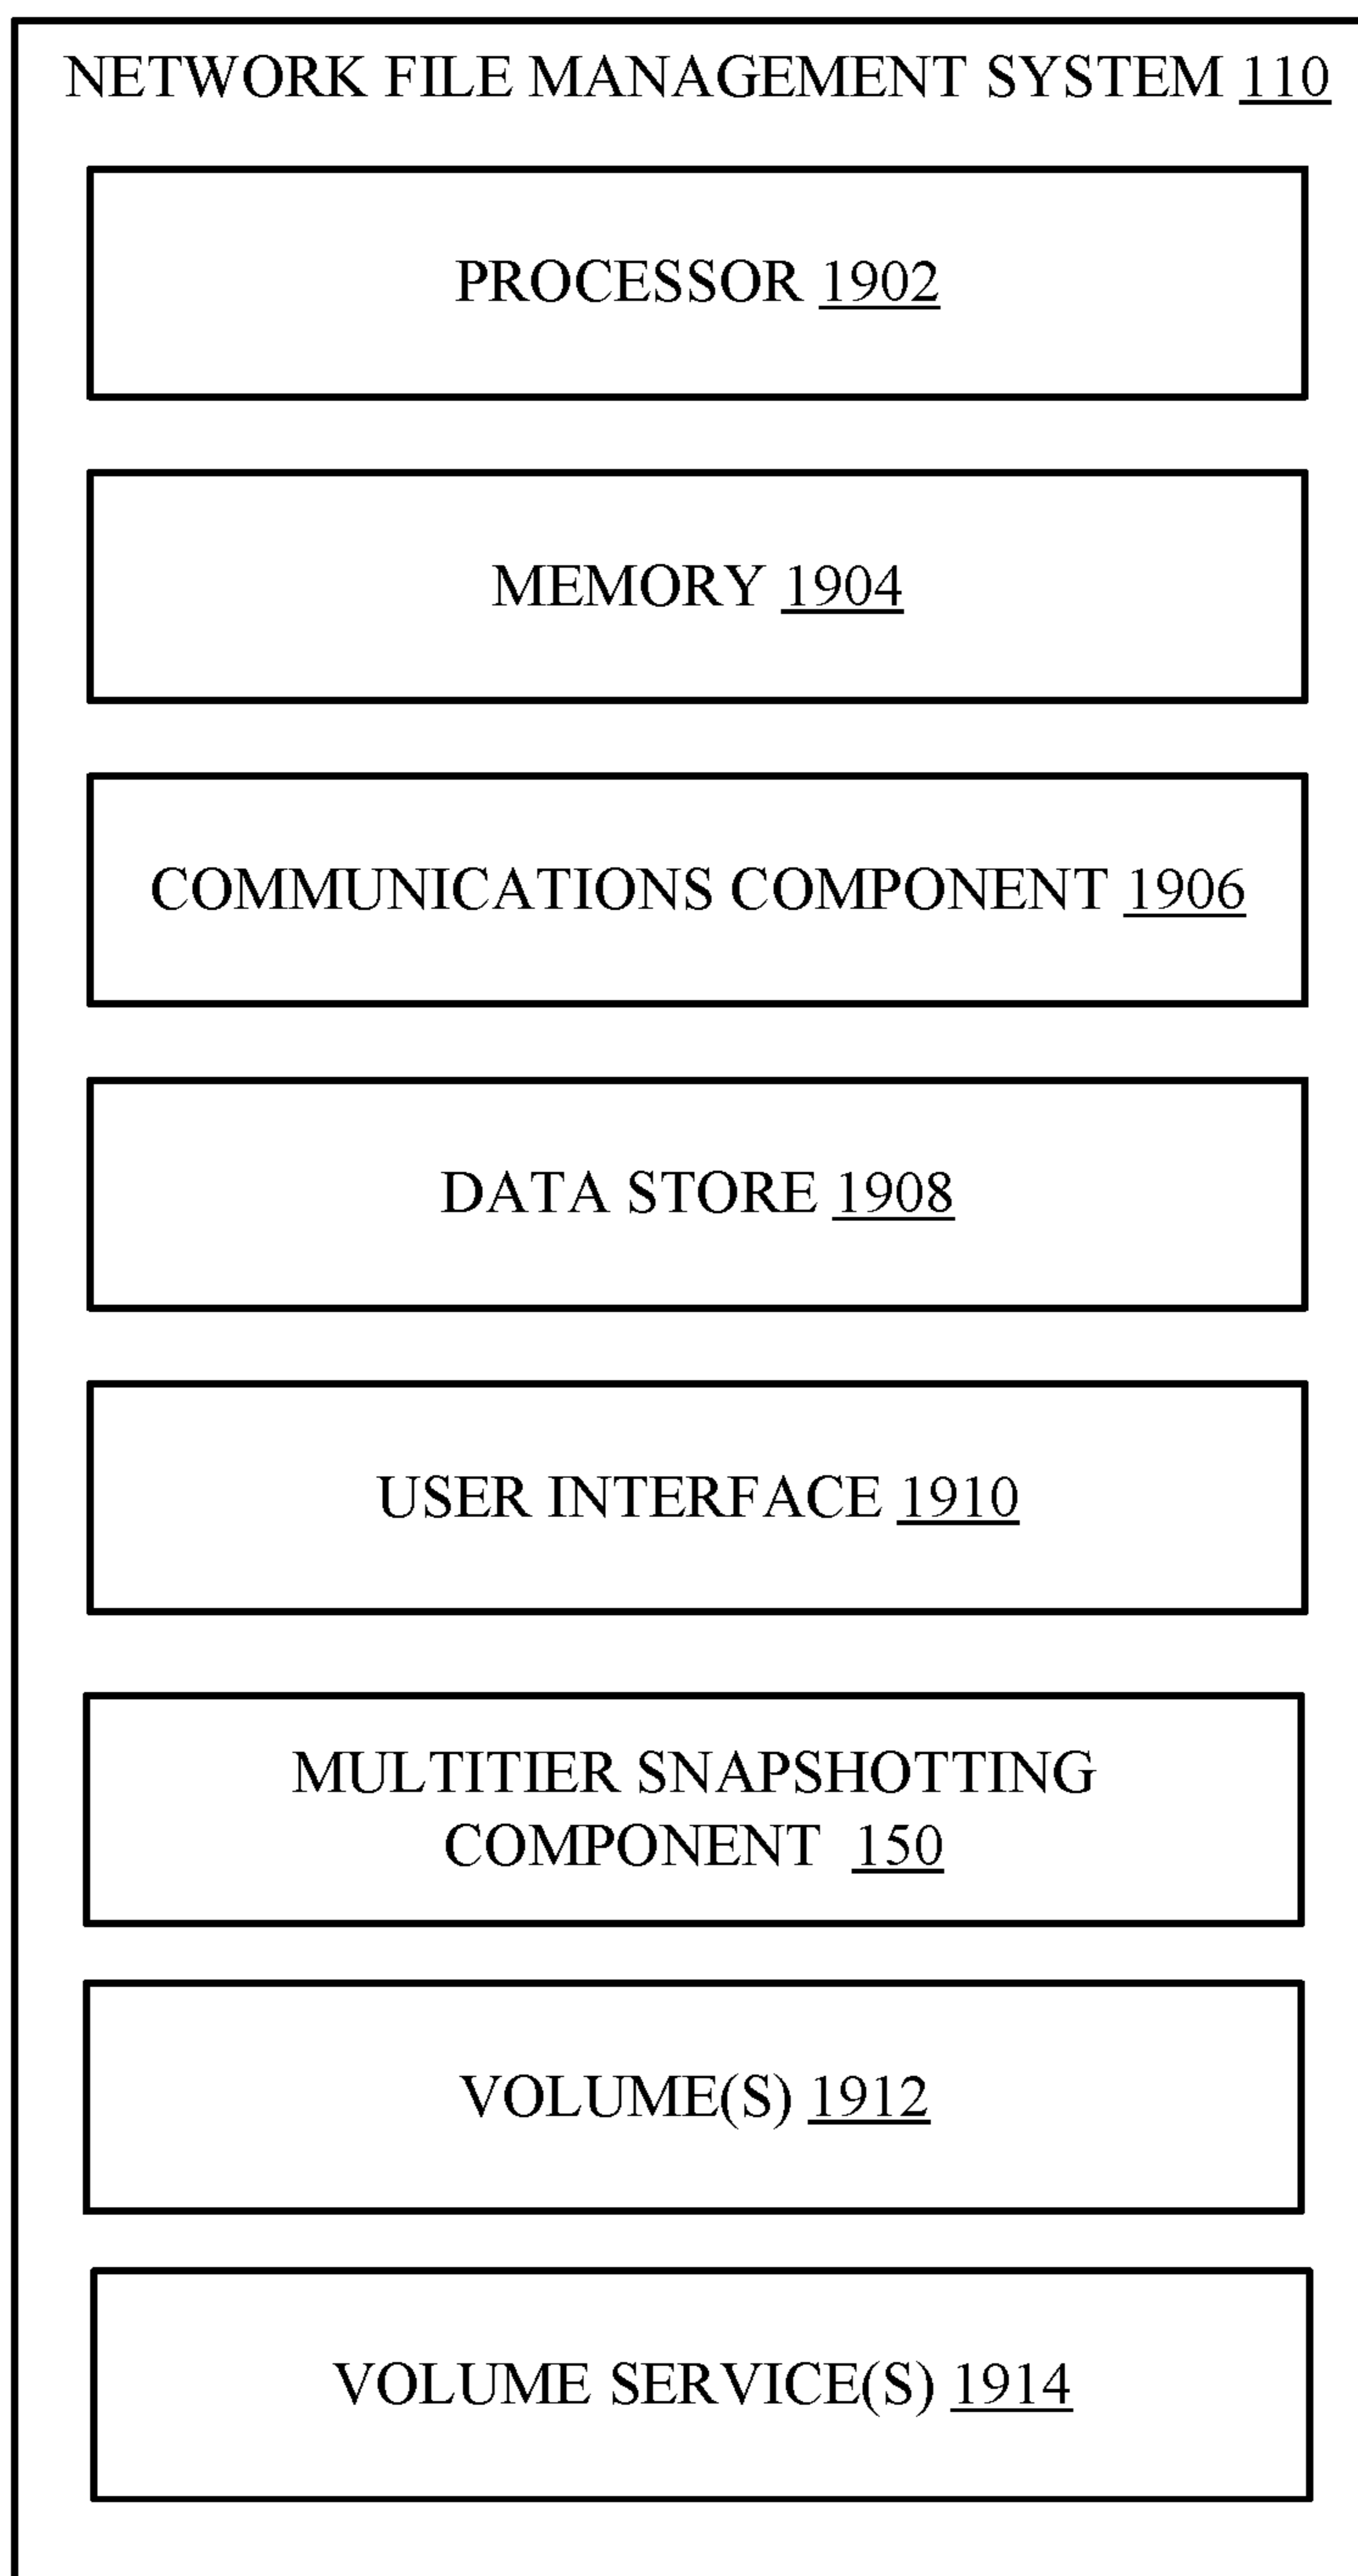 NETWORK FILE MANAGEMENT SYSTEM 110
PROCESSOR 1902
MEMORY 1904
COMMUNICATIONS COMPONENT 1906
DATA STORE 1908
USER INTERFACE 1910
MULTITIER SNAPSHOTTING
COMPONENT 150
VOLUME(S) 1912
VOLUME SERVICE(S) 1914